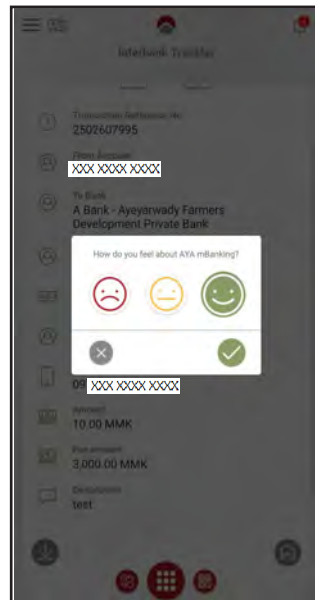 Interbank Transfer
Transaction Reference No
2502607995
From Account
XXX XXXX XXXX
To Bank
A Bank - Ayeyarwady Farmers
Development Private Bank
How do you feel about AYA mBanking?
09 XXX XXXX XXXX
Amount
10.00 MMK
3,000.00 MMK
Description
test